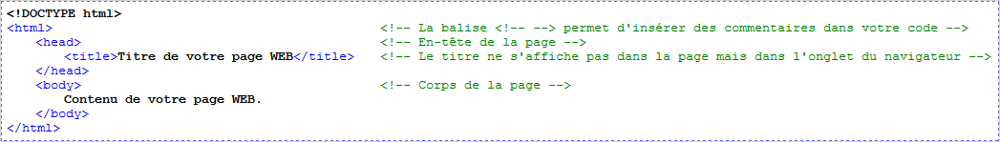 <!DOCTYPE html>
<html> <!-- La balise <!-- --> permet d'insérer des commentaires dans votre code -->
<head> <!-- En-tête de la page -->
<title>Titre de votre page WEB</title> <!-- Le titre ne s'affiche pas dans la page mais dans l'onglet du navigateur -->
</head>
<body> <!-- Corps de la page -->
Contenu de votre page WEB.
</body>
</html>